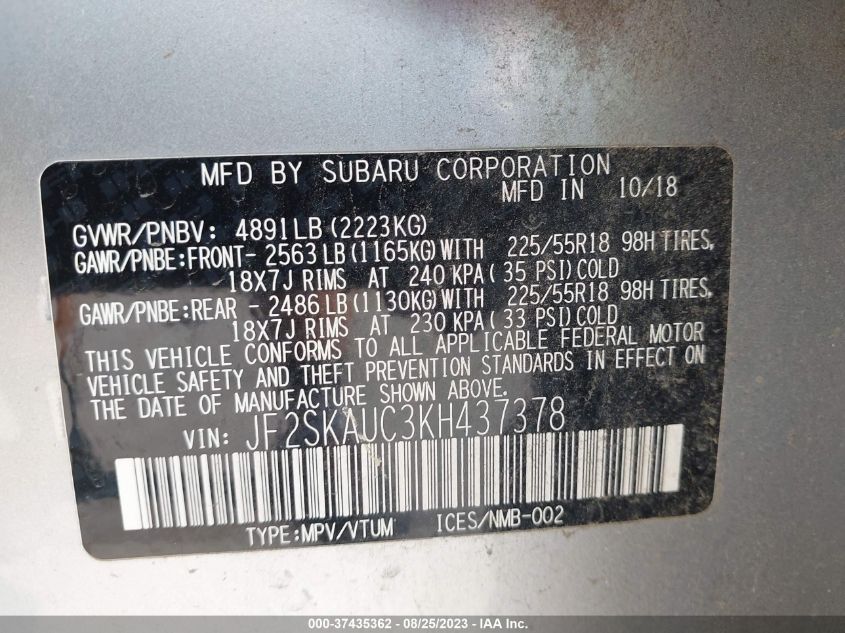 MFD BY SUBARU CORPORATION
MFD IN 10/18
GVWR/PNBV: 4891LB(2223KG)
GAWR/PNBE:FRONT- 2563LB(1165KG)WITH 225/55R18 98H TIRES,
18X7J RIMS AT 240 KPA( 35 PSI)COLD
GAWR/PNBE:REAR - 2486LB(1130KG)WITH 225/55R18 98H TIRES,
18X7J RIMS AT 230 KPA( 33 PSI)COLD
THIS VEHICLE CONFORMS TO ALL APPLICABLE FEDERAL MOTOR
VEHICLE SAFETY AND THEFT PREVENTION STANDARDS IN EFFECT ON
THE DATE OF MANUFACTURE SHOWN ABOVE.
VIN: JF2SKAUC3KH437378
TYPE:MPV/VTUM ICES/NMB-002
000-37435362 - 08/25/2023 - IAA Inc.